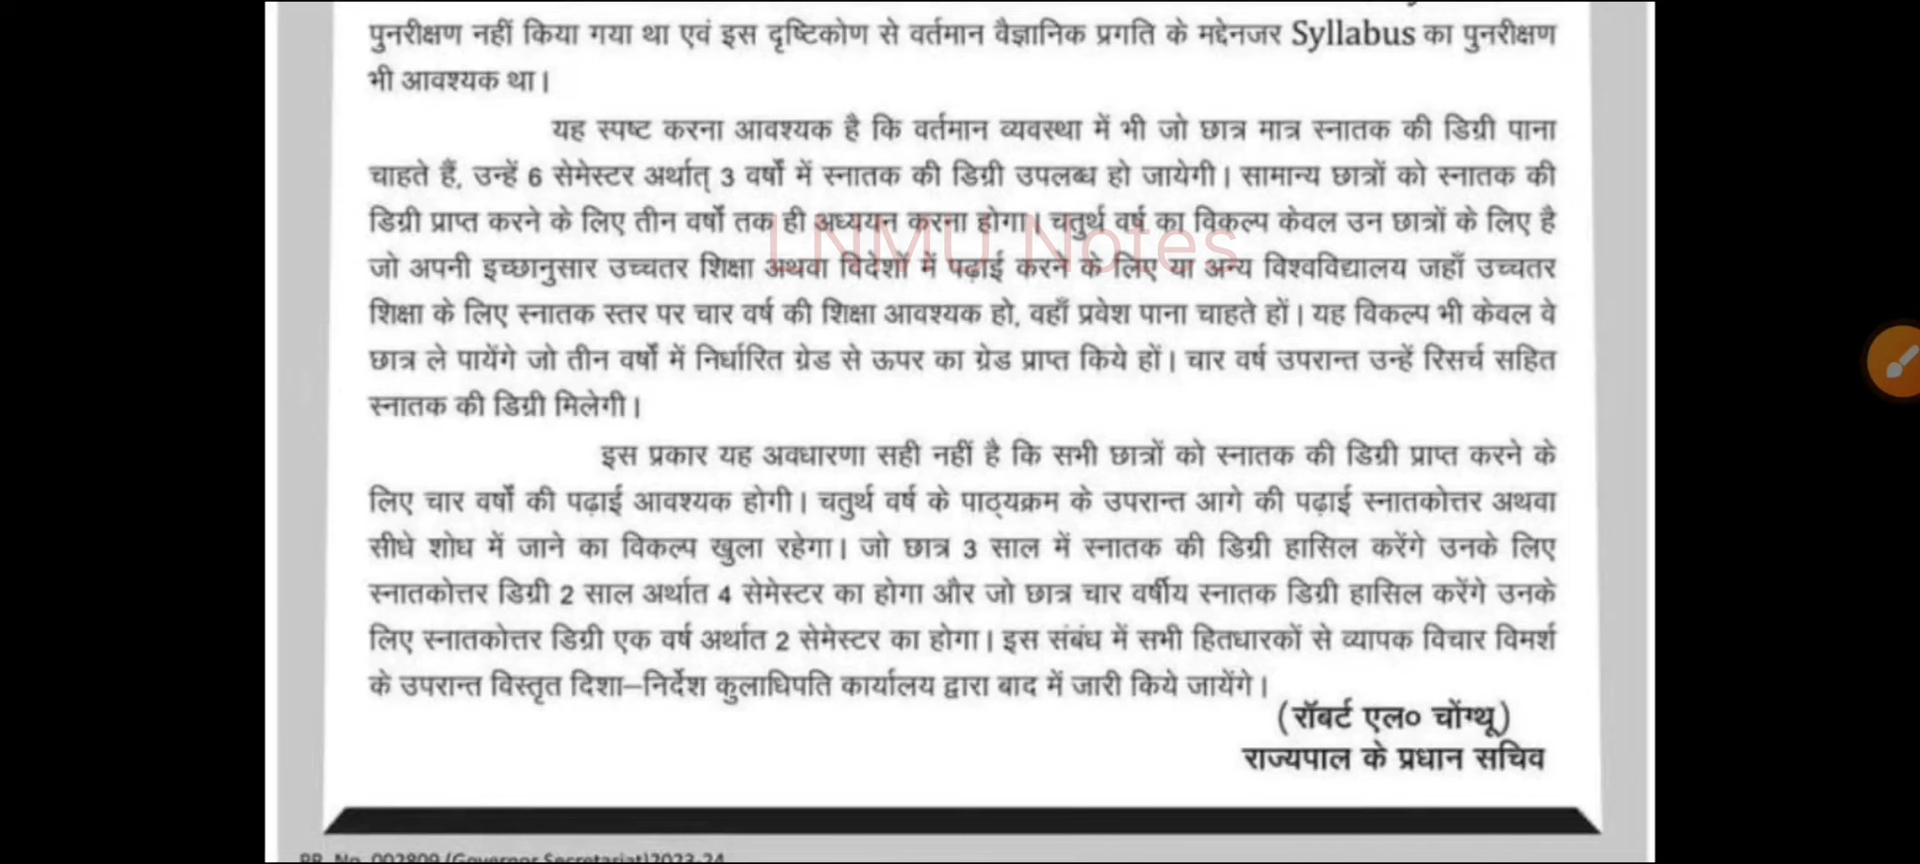 पुनरीक्षण नहीं किया गया था एवं इस दृष्टिकोण से वर्तमान वैज्ञानिक प्रगति के मद्देनजर Syllabus का पुनरीक्षण
भी आवश्यक था।
यह स्पष्ट करना आवश्यक है कि वर्तमान व्यवस्था में भी जो छात्र मात्र स्नातक की डिग्री पाना
चाहते हैं, उन्हें 6 सेमेस्टर अर्थात् 3 वर्षों में स्नातक की डिग्री उपलब्ध हो जायेगी। सामान्य छात्रों को स्नातक की
डिग्री प्राप्त करने के लिए तीन वर्षों तक ही अध्ययन करना होगा। चतुर्थ वर्ष का विकल्प केवल उन छात्रों के लिए है
LNMU Notes
जो अपनी इच्छानुसार उच्चतर शिक्षा अथवा विदेशों में पढ़ाई करने के लिए या अन्य विश्वविद्यालय जहाँ उच्चतर
शिक्षा के लिए स्नातक स्तर पर चार वर्ष की शिक्षा आवश्यक हो, वहाँ प्रवेश पाना चाहते हों। यह विकल्प भी केवल वे
छात्र ले पायेंगे जो तीन वर्षों में निर्धारित ग्रेड से ऊपर का ग्रेड प्राप्त किये हों। चार वर्ष उपरान्त उन्हें रिसर्च सहित
स्नातक की डिग्री मिलेगी।
इस प्रकार यह अवधारणा सही नहीं है कि सभी छात्रों को स्नातक की डिग्री प्राप्त करने के
लिए चार वर्षों की पढ़ाई आवश्यक होगी। चतुर्थ वर्ष के पाठ्यक्रम के उपरान्त आगे की पढ़ाई स्नातकोत्तर अथवा
सीधे शोध में जाने का विकल्प खुला रहेगा। जो छात्र 3 साल में स्नातक की डिग्री हासिल करेंगे उनके लिए
स्नातकोत्तर डिग्री 2 साल अर्थात 4 सेमेस्टर का होगा और जो छात्र चार वर्षीय स्नातक डिग्री हासिल करेंगे उनके
लिए स्नातकोत्तर डिग्री एक वर्ष अर्थात 2 सेमेस्टर का होगा। इस संबंध में सभी हितधारकों से व्यापक विचार विमर्श
के उपरान्त विस्तृत दिशा–निर्देश कुलाधिपति कार्यालय द्वारा बाद में जारी किये जायेंगे।
(रॉबर्ट एल० चोंग्थू)
राज्यपाल के प्रधान सचिव
PR. No. 002809 (Governor Secretariat)2023-24